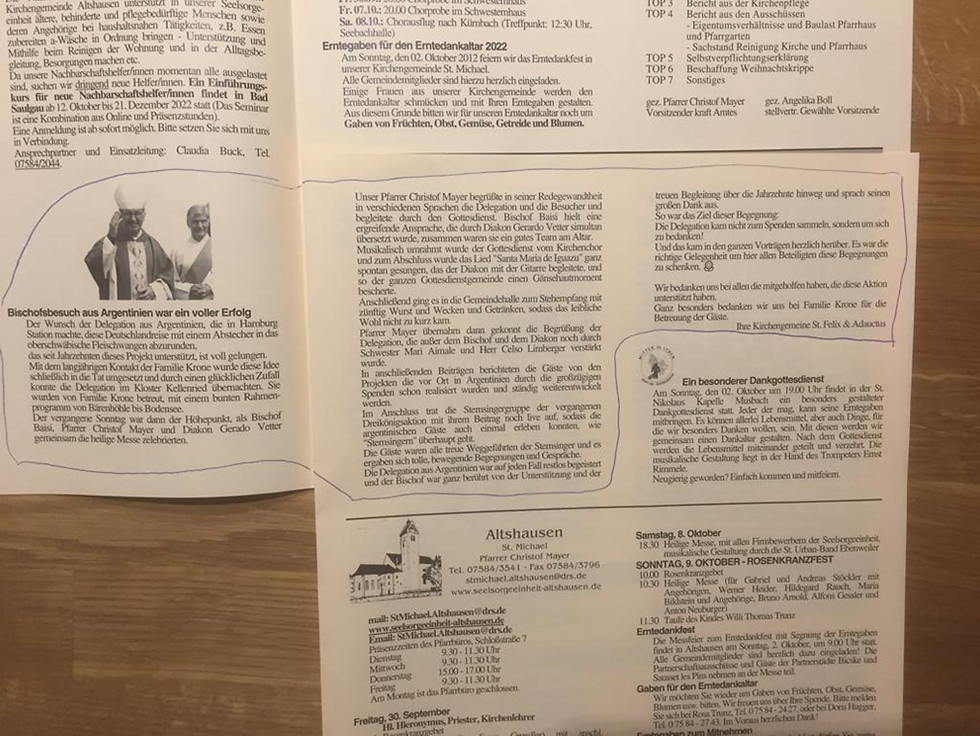 Kirchengemeinde Altshausen unterstützt in unserer Seelsorge-
einheit ältere, behinderte und pflegebedürftige Menschen sowie
deren Angehörige bei haushaltsnahen Tätigkeiten, z.B. Essen
zubereiten a-Wäsche in Ordnung bringen - Unterstützung und
Mithilfe beim Reinigen der Wohnung und in der Alltagsbe-
gleitung, Besorgungen machen etc.
Da unsere Nachbarschaftshelfer/innen momentan alle ausgelastet
sind, suchen wir dringend neue Helfer/innen. Ein Einführungs-
kurs für neue Nachbarschaftshelfer/innen findet in Bad
Saulgau ab 12. Oktober bis 21. Dezember 2022 statt (Das Seminar
ist eine Kombination aus Online und Präsenzstunden).
Eine Anmeldung ist ab sofort möglich. Bitte setzen Sie sich mit uns
in Verbindung.
Ansprechpartner und Einsatzleitung: Claudia Buck, Tel.
07584/2044.
Bischofsbesuch aus Argentinien war ein voller Erfolg
Der Wunsch der Delegation aus Argentinien, die in Hamburg
Station machte, diese Deutschlandreise mit einem Abstecher in das
oberschwäbische Fleischwangen abzurunden,
das seit Jahrzehnten dieses Projekt unterstützt, ist voll gelungen.
Mit dem langjährigen Kontakt der Familie Krone wurde diese Idee
schließlich in die Tat umgesetzt und durch einen glücklichen Zufall
konnte die Delegation im Kloster Kellenried übernachten. Sie
wurden von Familie Krone betreut, mit einem bunten Rahmen-
programm von Bärenhöhle bis Bodensee.
Der vergangene Sonntag war dann der Höhepunkt, als Bischof
Baisi, Pfarrer Christof Mayer und Diakon Gerardo Vetter
gemeinsam die heilige Messe zelebrierten.
Fr. 07.10.: 20:00 Chorprobe im Schwesternhaus
Sa. 08.10.: Chorausflug nach Kürnbach (Treffpunkt: 12:30 Uhr,
Seebachhalle)
Erntegaben für den Erntedankaltar 2022
Am Sonntag, den 02. Oktober 2012 feiern wir das Erntedankfest in
unserer Kirchengemeinde St. Michael.
Alle Gemeindemitglieder sind hierzu herzlich eingeladen.
Einige Frauen aus unserer Kirchengemeinde werden den
Erntedankaltar schmücken und mit Ihren Erntegaben gestalten.
Aus diesem Grunde bitten wir für unseren Erntedankaltar noch um
Gaben von Früchten, Obst, Gemüse, Getreide und Blumen.
TOP 3 Bericht der Kirchenpflege
TOP 4 Bericht aus den Ausschüssen
- Eigentumsverhältnisse und Baulast Pfarrhaus
und Pfarrgarten
- Sachstand Reinigung Kirche und Pfarrhaus
TOP 5 Selbstverpflichtungserklärung
TOP 6 Beschaffung Weihnachtskrippe
TOP 7 Sonstiges
gez. Pfarrer Christof Mayer gez. Angelika Boll
Vorsitzender kraft Amtes stellvertr. Gewählte Vorsitzende
Unser Pfarrer Christof Mayer begrüßte in seiner Redegewandtheit
in verschiedenen Sprachen die Delegation und die Besucher und
begleitete durch den Gottesdienst. Bischof Baisi hielt eine
ergreifende Ansprache, die durch Diakon Gerardo Vetter simultan
übersetzt wurde, zusammen waren sie ein gutes Team am Altar.
Musikalisch umrahmt wurde der Gottesdienst vom Kirchenchor
und zum Abschluss wurde das Lied "Santa Maria de Iguazu" ganz
spontan gesungen, das der Diakon mit der Gitarre begleitete, und
so der ganzen Gottesdienstgemeinde einen Gänsehautmoment
bescherte.
Anschließend ging es in die Gemeindehalle zum Stehempfang mit
zünftig Wurst und Wecken und Getränken, sodass das leibliche
Wohl nicht zu kurz kam.
Pfarrer Mayer übernahm dann gekonnt die Begrüßung der
Delegation, die außer dem Bischof und dem Diakon noch durch
Schwester Mari Aimale und Herr Celso Limberger verstärkt
wurde.
In anschließenden Beiträgen berichteten die Gäste von den
Projekten die vor Ort in Argentinien durch die großzügigen
Spenden schon realisiert wurden und ständig weiterentwickelt
werden.
Im Anschluss trat die Sternsingergruppe der vergangenen
Dreikönigsaktion mit ihrem Beitrag noch live auf, sodass die
argentinischen Gäste auch einmal erleben konnten, wie
"Sternsingern" überhaupt geht.
Die Gäste waren alle treue Weggefährten der Sternsinger und es
ergaben sich tolle, bewegende Begegnungen und Gespräche.
Die Delegation aus Argentinien war auf jeden Fall restlos begeistert
und der Bischof war ganz berührt von der Unterstützung und der
treuen Begleitung über die Jahrzehnte hinweg und sprach seinen
großen Dank aus.
So war das Ziel dieser Begegnung:
Die Delegation kam nicht zum Spenden sammeln, sondern um sich
zu bedanken!
Und das kam in den ganzen Vorträgen herzlich herüber. Es war die
richtige Gelegenheit um hier allen Beteiligten diese Begegnungen
zu schenken.
Wir bedanken uns bei allen die mitgeholfen haben, die diese Aktion
unterstützt haben.
Ganz besonders bedanken wir uns bei Familie Krone für die
Betreuung der Gäste.
Ihre Kirchengemeine St. Felix & Adauctus
Ein besonderer Dankgottesdienst
Am Sonntag, den 02. Oktober um 19.00 Uhr findet in der St.
Nikolaus Kapelle Musbach ein besonders gestalteter
Dankgottesdienst statt. Jeder der mag, kann seine Erntegaben
mitbringen. Es können allerlei Lebensmittel, aber auch Dinge, für
die wir besonders Danken wollen, sein. Mit diesen werden wir
gemeinsam einen Dankaltar gestalten. Nach dem Gottesdienst
werden die Lebensmittel miteinander geteilt und verzehrt. Die
musikalische Gestaltung liegt in der Hand des Trompeters Ernst
Rimmele.
Neugierig geworden? Einfach kommen und mitfeiern.
Altshausen
St. Michael
Pfarrer Christof Mayer
Tel. 07584/3541 - Fax 07584/3796
stmichael.altshausen@drs.de
www.seelsorgeeinheit-altshausen.de
mail: StMichael.Altshausen@drs.de
www.seelsorgeeinheit-altshausen.de
Email: StMichael.Altshausen@drs.de
Präsenzzeiten des Pfarrbüros, Schloßstraße 7
Dienstag 9.30 - 11.30 Uhr
Mittwoch 9.30 - 11.30 Uhr
Donnerstag 15.00 - 17.00 Uhr
Freitag 9.30 - 11.30 Uhr
Am Montag ist das Pfarrbüro geschlossen.
Freitag, 30. September
Hl. Hieronymus, Priester, Kirchenlehrer
Samstag, 8. Oktober
18.30 Heilige Messe, mit allen Firmbewerbern der Seelsorgeeinheit,
musikalische Gestaltung durch die St. Urban-Band Ebenweiler
SONNTAG, 9. OKTOBER - ROSENKRANZFEST
10.00 Rosenkranzgebet
10.30 Heilige Messe (für Gabriel und Andreas Stöckler mit
Angehörigen, Werner Heider, Hildegard Rauch, Maria
Bildstein und Angehörige, Bruno Arnold, Alfons Gessler und
Anton Neuburger)
11.30 Taufe des Kindes Willi Thomas Trunz
Erntedankfest
Die Messfeier zum Erntedankfest mit Segnung der Erntegaben
findet in Altshausen am Sonntag, 2. Oktober, um 9.00 Uhr statt.
Alle Gemeindemitglieder sind herzlich dazu eingeladen! Die
Partnerschaftsausschüsse und Gäste der Partnerstädte Bicske und
Sausset les Pins nehmen an der Messe teil.
Gaben für den Erntedankaltar
Wir möchten Sie wieder um Gaben von Früchten, Obst, Gemüse,
Blumen usw. bitten. Wir freuen uns über Ihre Spende. Bitte melden
Sie sich bei Rosa Trunz, Tel. 0 75 84 - 24 27, oder bei Doris Hugger,
Tel. 0 75 84 - 27 43. Im Voraus herzlichen Dank!
Erntegaben zum Mitnehmen